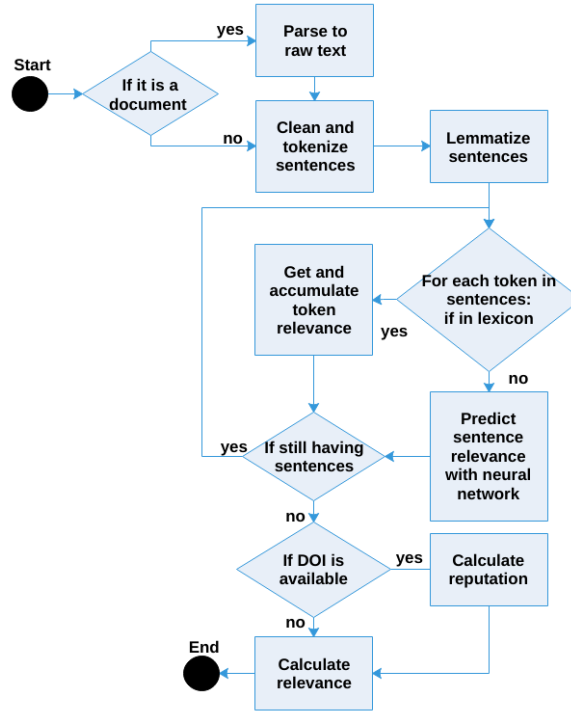 Start
If it is a
document
yes
no
Parse to
raw text
Clean and
tokenize
sentences
Lemmatize
sentences
For each token in
sentences:
if in lexicon
yes
no
Get and
accumulate
token
relevance
Predict
sentence
relevance
with neural
network
If still having
sentences
yes
no
If DOI is
available
yes
no
Calculate
reputation
Calculate
relevance
End